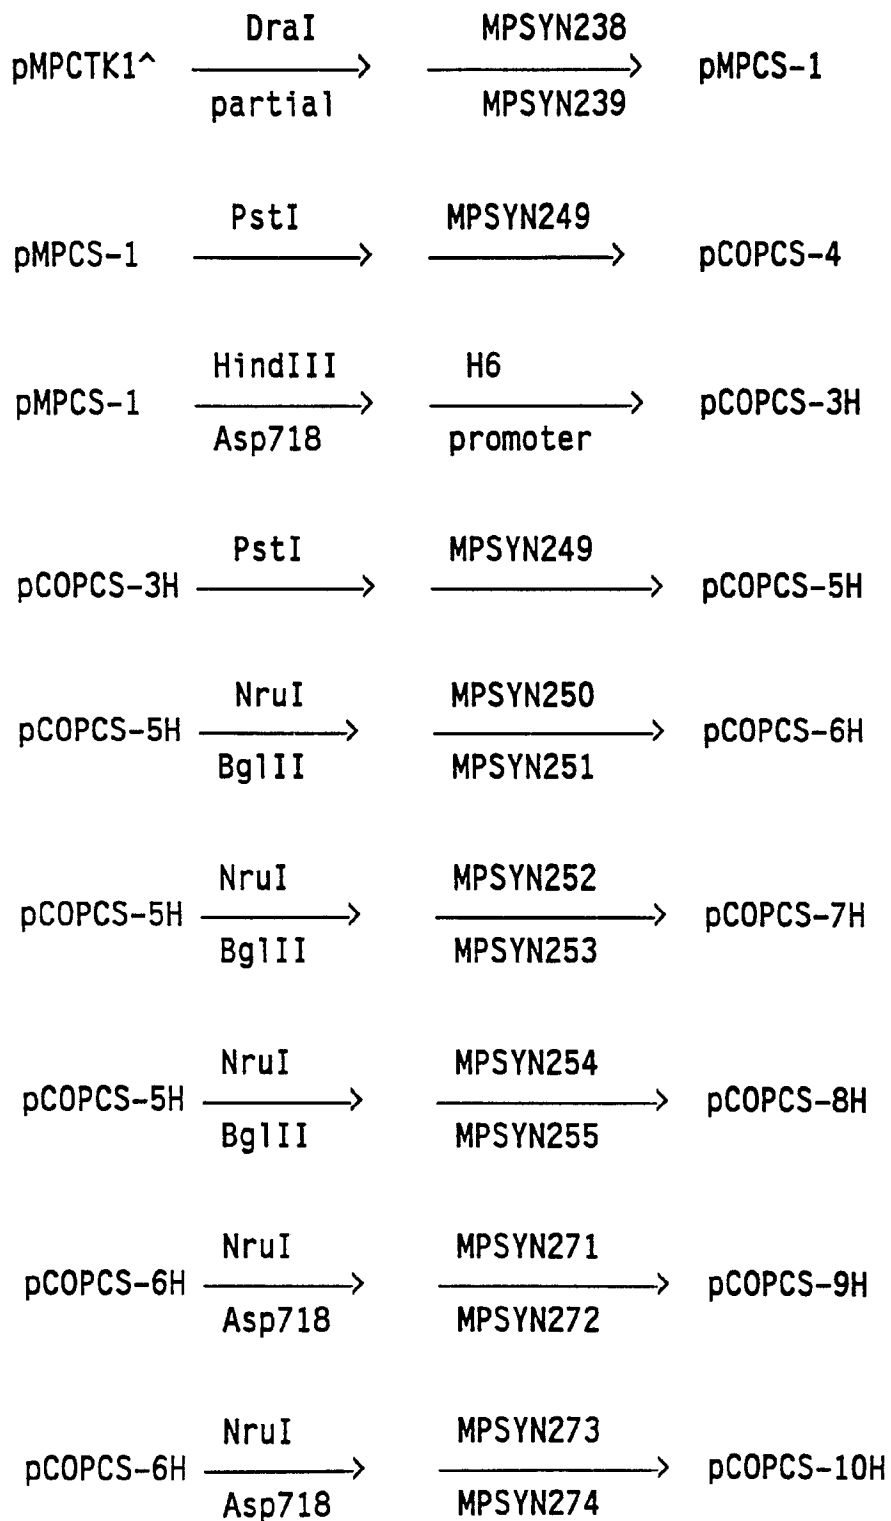 DraI MPSYN238
pMPCTK1^ pMPCS-1
partial MPSYN239
PstI MPSYN249
pMPCS-1 pCOPCS-4
HindIII H6
pMPCS-1 pCOPCS-3H
Asp718 promoter
PstI MPSYN249
pCOPCS-3H pCOPCS-5H
NruI MPSYN250
pCOPCS-5H pCOPCS-6H
BglII MPSYN251
NruI MPSYN252
pCOPCS-5H pCOPCS-7H
BglII MPSYN253
NruI MPSYN254
pCOPCS-5H pCOPCS-8H
BglII MPSYN255
NruI MPSYN271
pCOPCS-6H pCOPCS-9H
Asp718 MPSYN272
NruI MPSYN273
pCOPCS-6H pCOPCS-10H
Asp718 MPSYN274